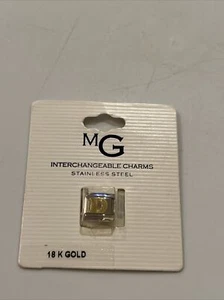 MG
INTERCHANGEABLE CHARMS
STAINLESS STEEL
18 K GOLD